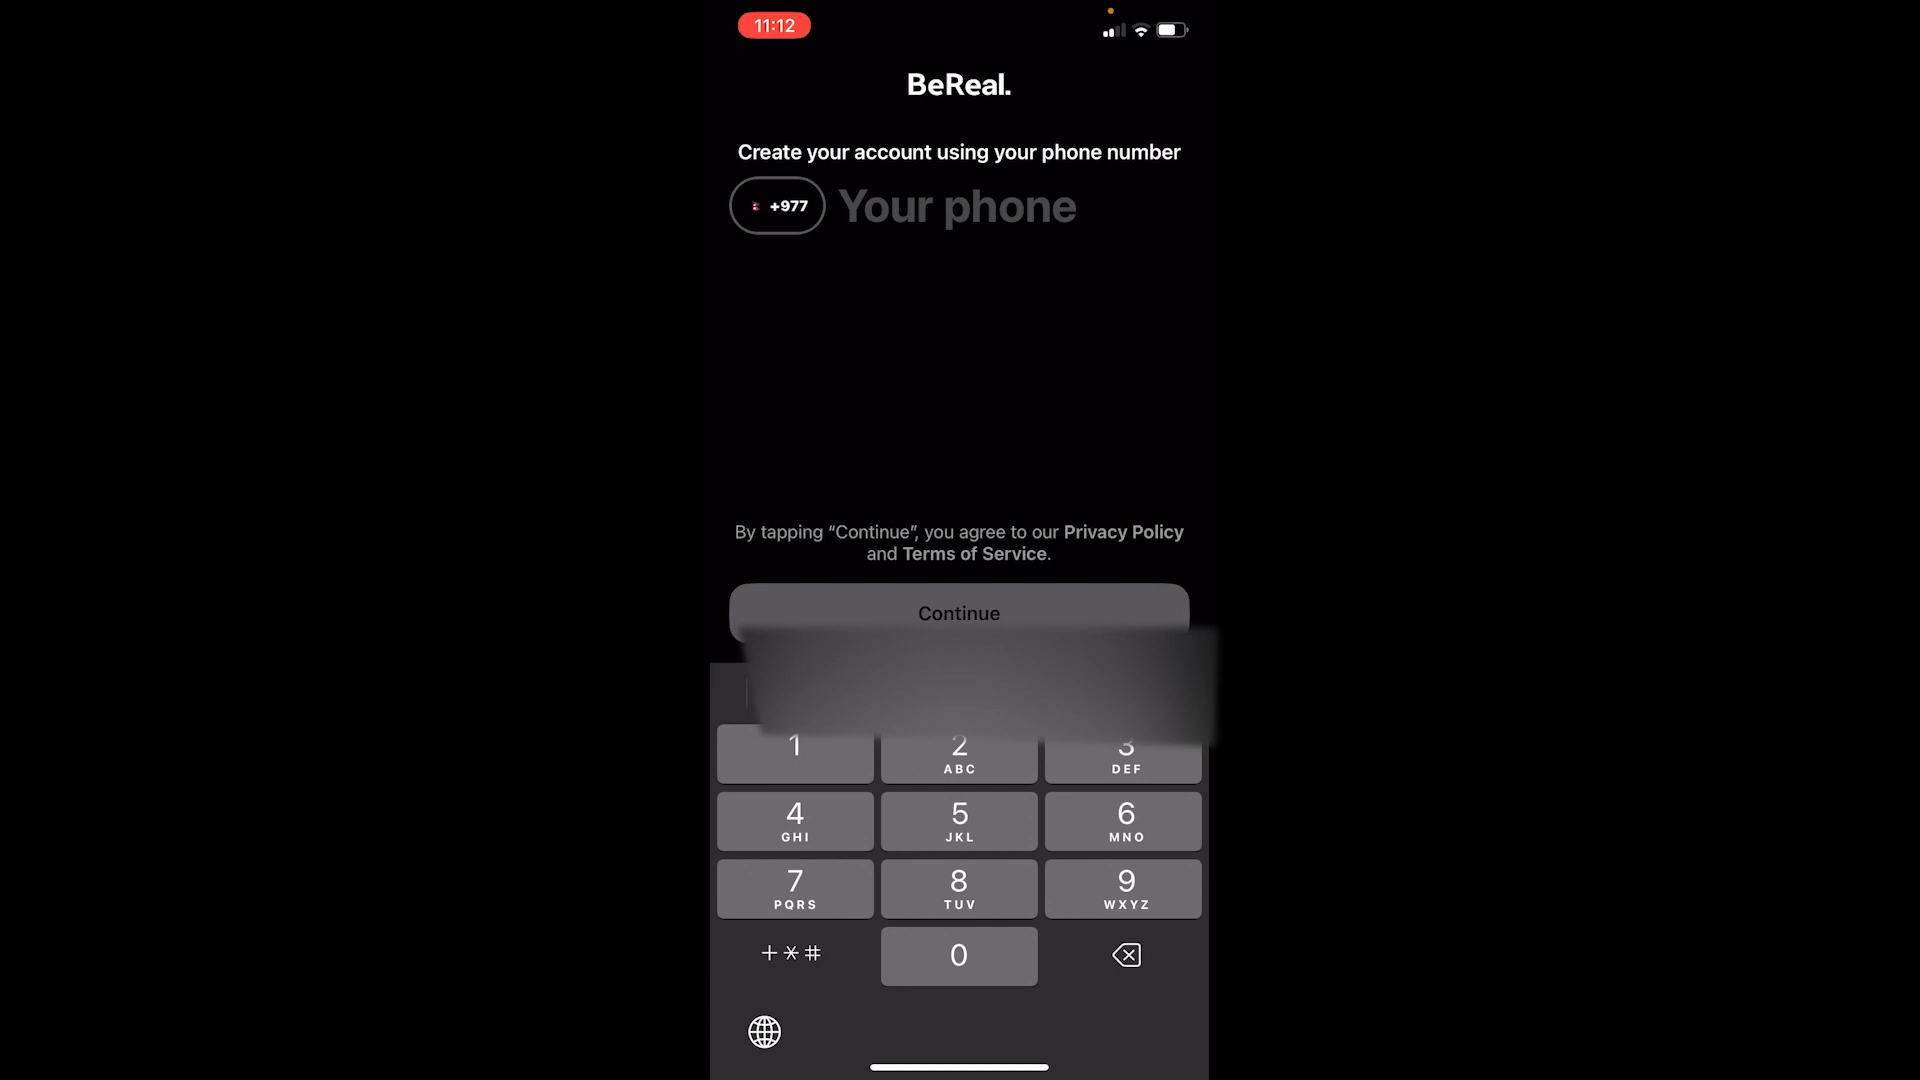 11:12
BeReal.
Create your account using your phone number
+977 Your phone
By tapping “Continue”, you agree to our Privacy Policy
and Terms of Service.
Continue
1 2 3
ABC DEF
4 5 6
GHI JKL MNO
7 8 9
PQRS TUV WXYZ
+*# 0